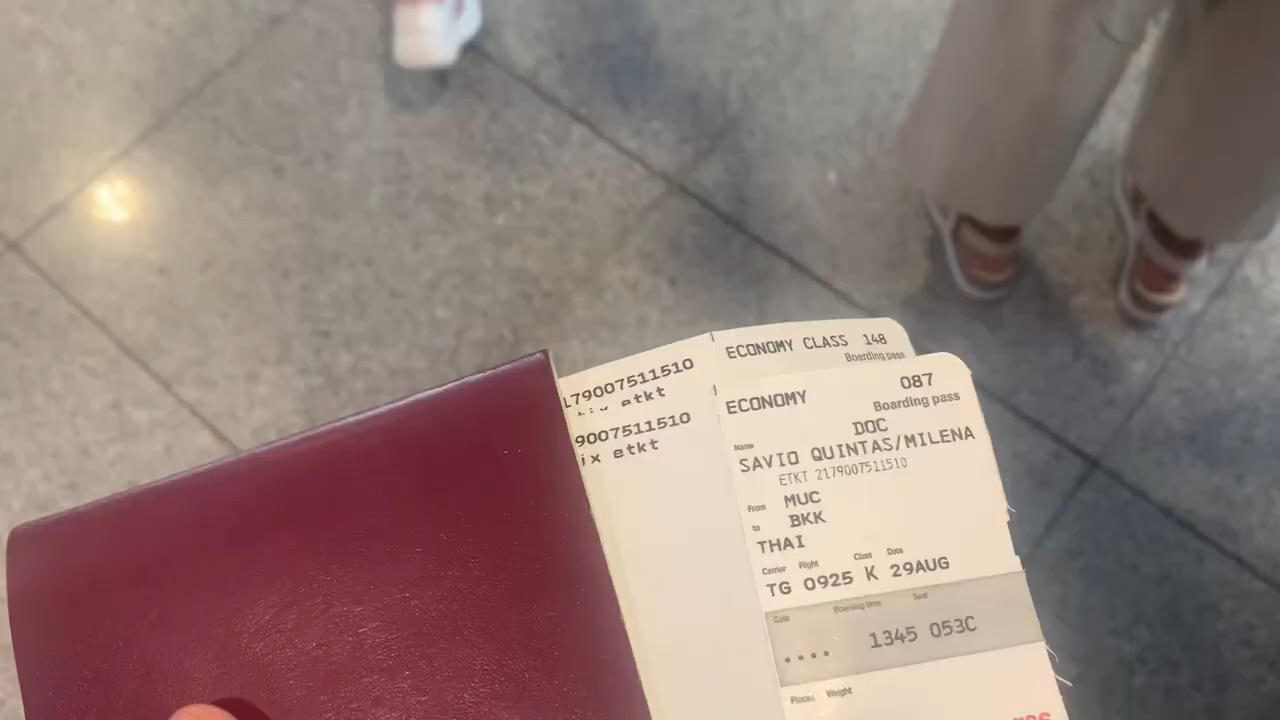 179007511510
etkt
9007511510
ix etkt
ECONOMY CLASS 148
Boarding pass
ECONOMY 087
Boarding pass
DOC
Name
SAVIO QUINTAS/MILENA
ETKT 2179007511510
From MUC
to BKK
THAI
Carrier Flight Class Date
TG 0925 K 29AUG
Gate Boarding time Seat
.... 1345 053C
Pieces Weight